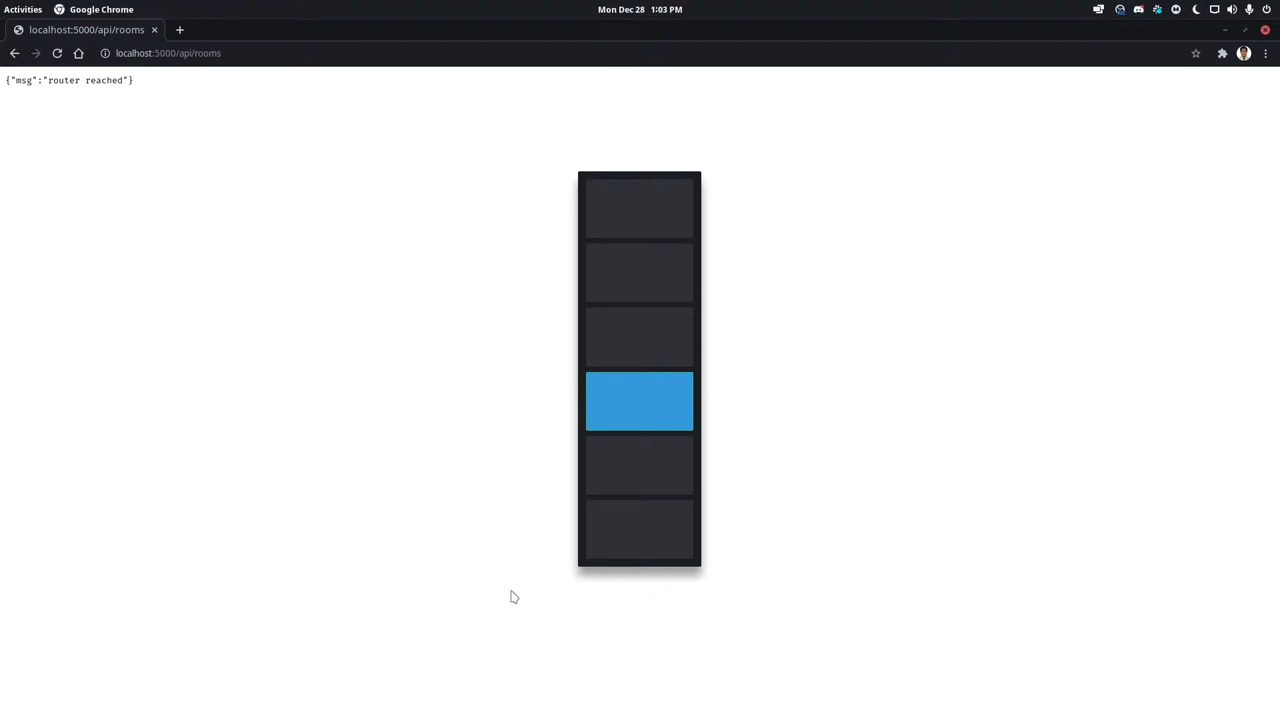 Activities
Google Chrome
Mon Dec 28 1:03 PM
localhost:5000/api/rooms
localhost:5000/api/rooms
{"msg":"router reached"}